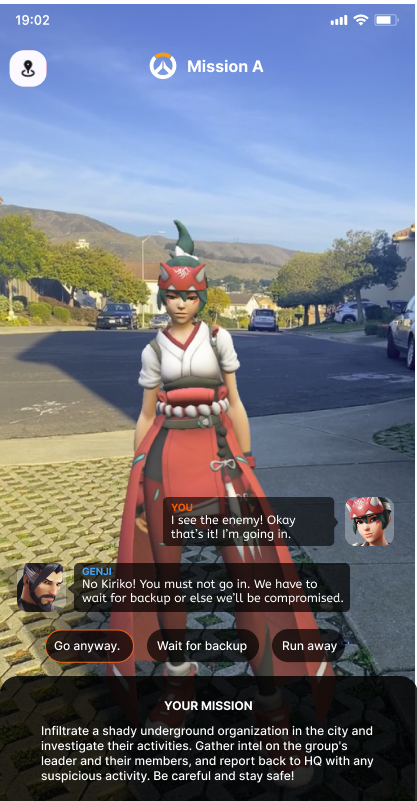 19:02
Mission A
YOU
I see the enemy! Okay
that's it! I'm going in.
GENJI
No Kiriko! You must not go in. We have to
wait for backup or else we'll be compromised.
Go anyway.
Wait for backup
Run away
YOUR MISSION
Infiltrate a shady underground organization in the city and
investigate their activities. Gather intel on the group's
leader and their members, and report back to HQ with any
suspicious activity. Be careful and stay safe!